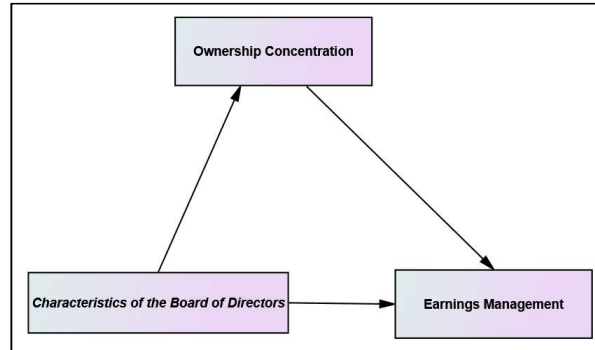 Ownership Concentration
Characteristics of the Board of Directors
Earnings Management